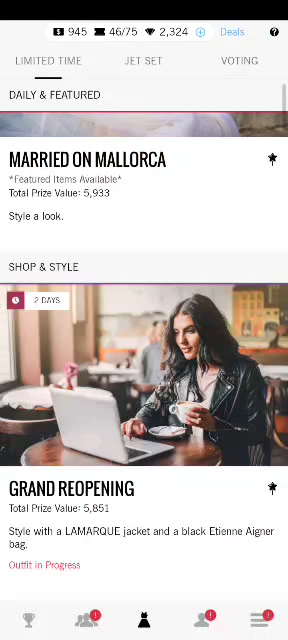 945 46/75 2,324 Deals ?
LIMITED TIME JET SET VOTING
DAILY & FEATURED
MARRIED ON MALLORCA
*Featured Items Available*
Total Prize Value: 5,933
Style a look.
SHOP & STYLE
2 DAYS
GRAND REOPENING
Total Prize Value: 5,851
Style with a LAMARQUE jacket and a black Etienne Aigner
bag.
Outfit in Progress
! ! !